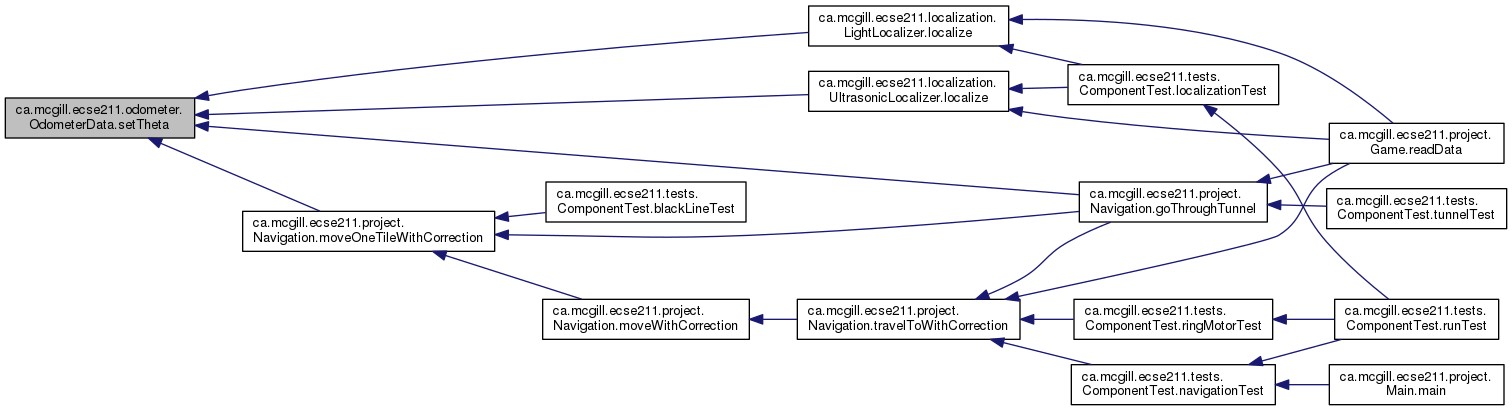 ca.mcgill.ecse211.odometer.
OdometerData.setTheta
ca.mcgill.ecse211.localization.
LightLocalizer.localize
ca.mcgill.ecse211.localization.
UltrasonicLocalizer.localize
ca.mcgill.ecse211.tests.
ComponentTest.localizationTest
ca.mcgill.ecse211.project.
Game.readData
ca.mcgill.ecse211.tests.
ComponentTest.blackLineTest
ca.mcgill.ecse211.project.
Navigation.goThroughTunnel
ca.mcgill.ecse211.tests.
ComponentTest.tunnelTest
ca.mcgill.ecse211.project.
Navigation.moveOneTileWithCorrection
ca.mcgill.ecse211.project.
Navigation.moveWithCorrection
ca.mcgill.ecse211.project.
Navigation.travelToWithCorrection
ca.mcgill.ecse211.tests.
ComponentTest.ringMotorTest
ca.mcgill.ecse211.tests.
ComponentTest.runTest
ca.mcgill.ecse211.tests.
ComponentTest.navigationTest
ca.mcgill.ecse211.project.
Main.main